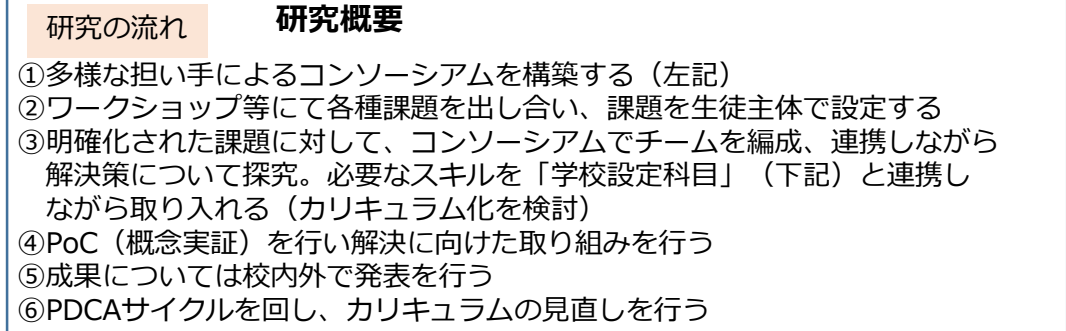 研究の流れ
研究概要
①多様な担い手によるコンソーシアムを構築する（左記）
②ワークショップ等にて各種課題を出し合い、課題を生徒主体で設定する
③明確化された課題に対して、コンソーシアムでチームを編成、連携しながら
解決策について探究。必要なスキルを「学校設定科目」（下記）と連携し
ながら取り入れる（カリキュラム化を検討）
④PoC（概念実証）を行い解決に向けた取り組みを行う
⑤成果については校内外で発表を行う
⑥PDCAサイクルを回し、カリキュラムの見直しを行う